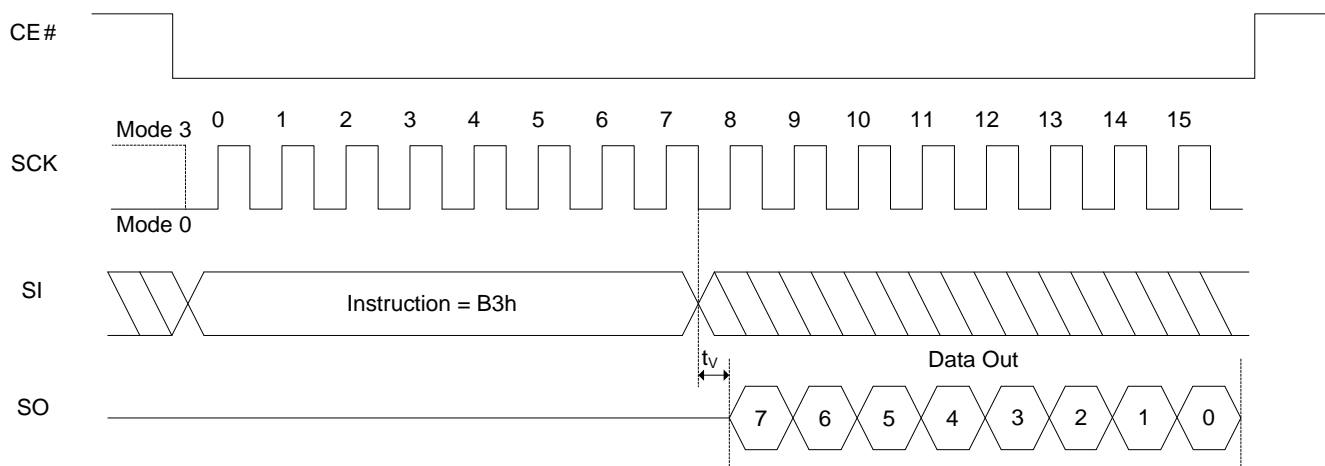 CE#
0 1 2 3 4 5 6 7 8 9 10 11 12 13 14 15
Mode 3
SCK
Mode 0
SI
Instruction = B3h
tV
Data Out
SO
7 6 5 4 3 2 1 0